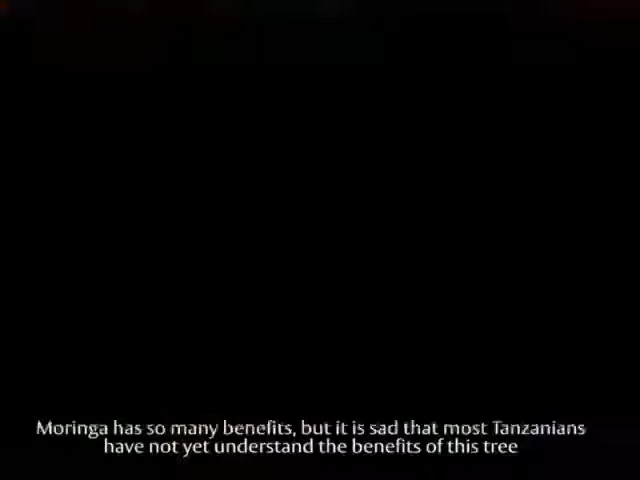 Moringa has so many benefits, but it is sad that most Tanzanians
have not yet understand the benefits of this tree